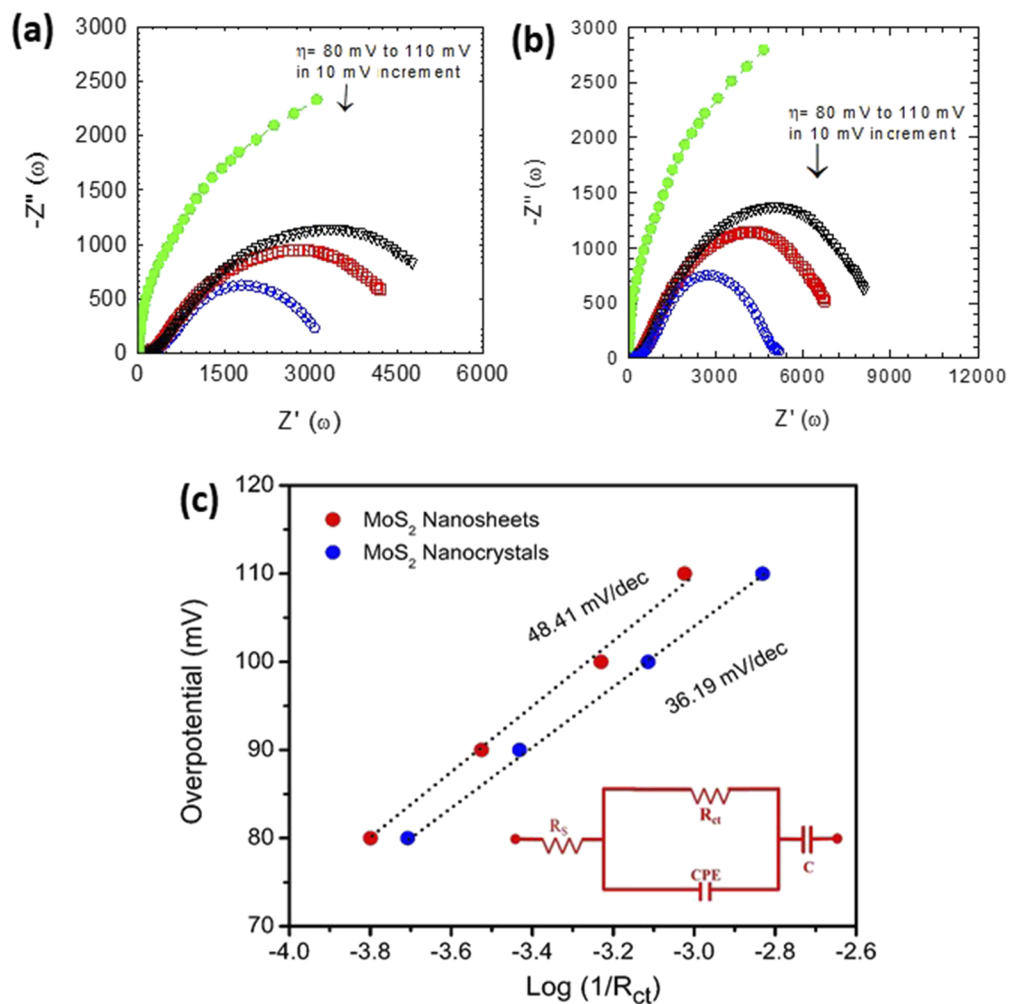 (a)
3000
2500
2000
1500
1000
500
0
-Z'' (ω)
η= 80 mV to 110 mV
in 10 mV increment
0 1500 3000 4500 6000
Z' (ω)
(b)
3000
2500
2000
1500
1000
500
0
-Z'' (ω)
η= 80 mV to 110 mV
in 10 mV increment
0 3000 6000 9000 12000
Z' (ω)
(c)
120
110
100
90
80
70
Overpotential (mV)
MoS2 Nanosheets
MoS2 Nanocrystals
48.41 mV/dec
36.19 mV/dec
RS
Rct
CPE
C
-4.0 -3.8 -3.6 -3.4 -3.2 -3.0 -2.8 -2.6
Log (1/RCt)